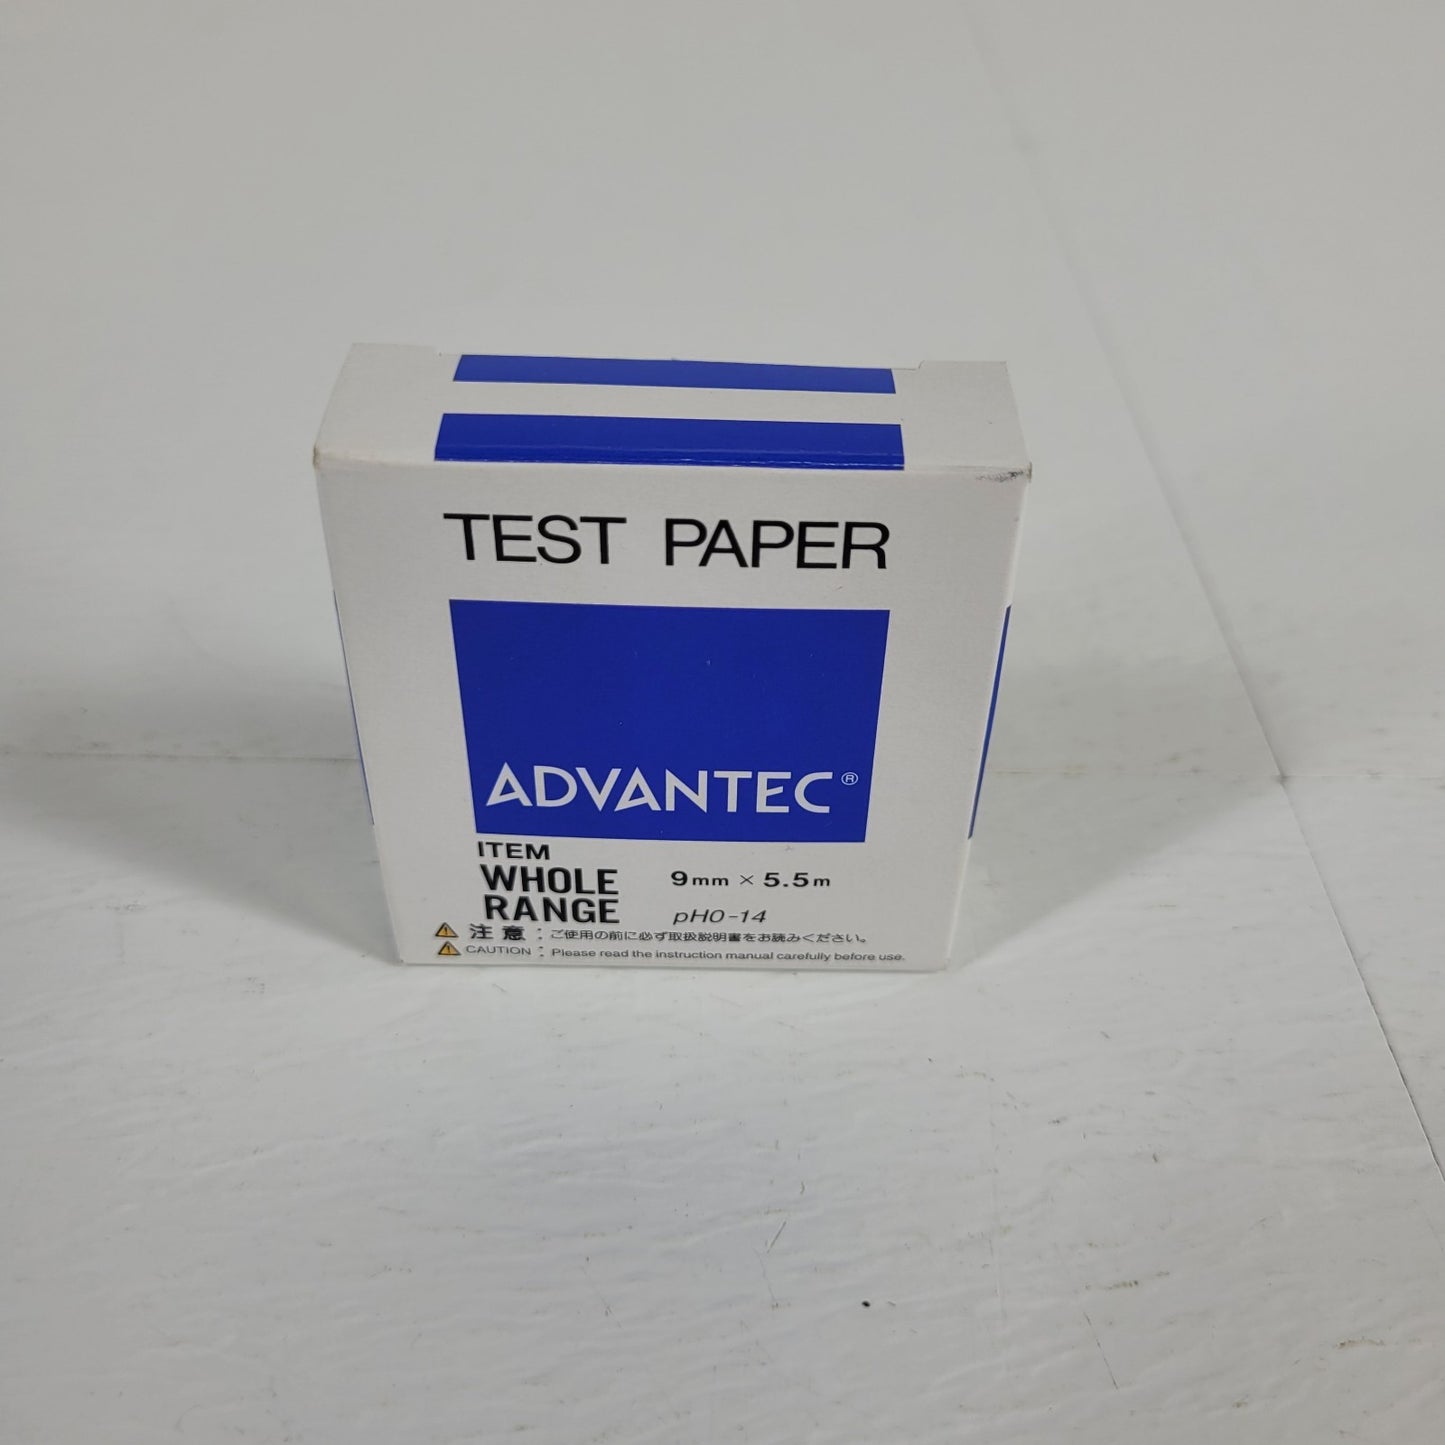 TEST PAPER
ADVANTEC®
ITEM
WHOLE
RANGE
9mm × 5.5m
pH0-14
注意：ご使用の前に必ず取扱説明書をお読みください。
CAUTION : Please read the instruction manual carefully before use.